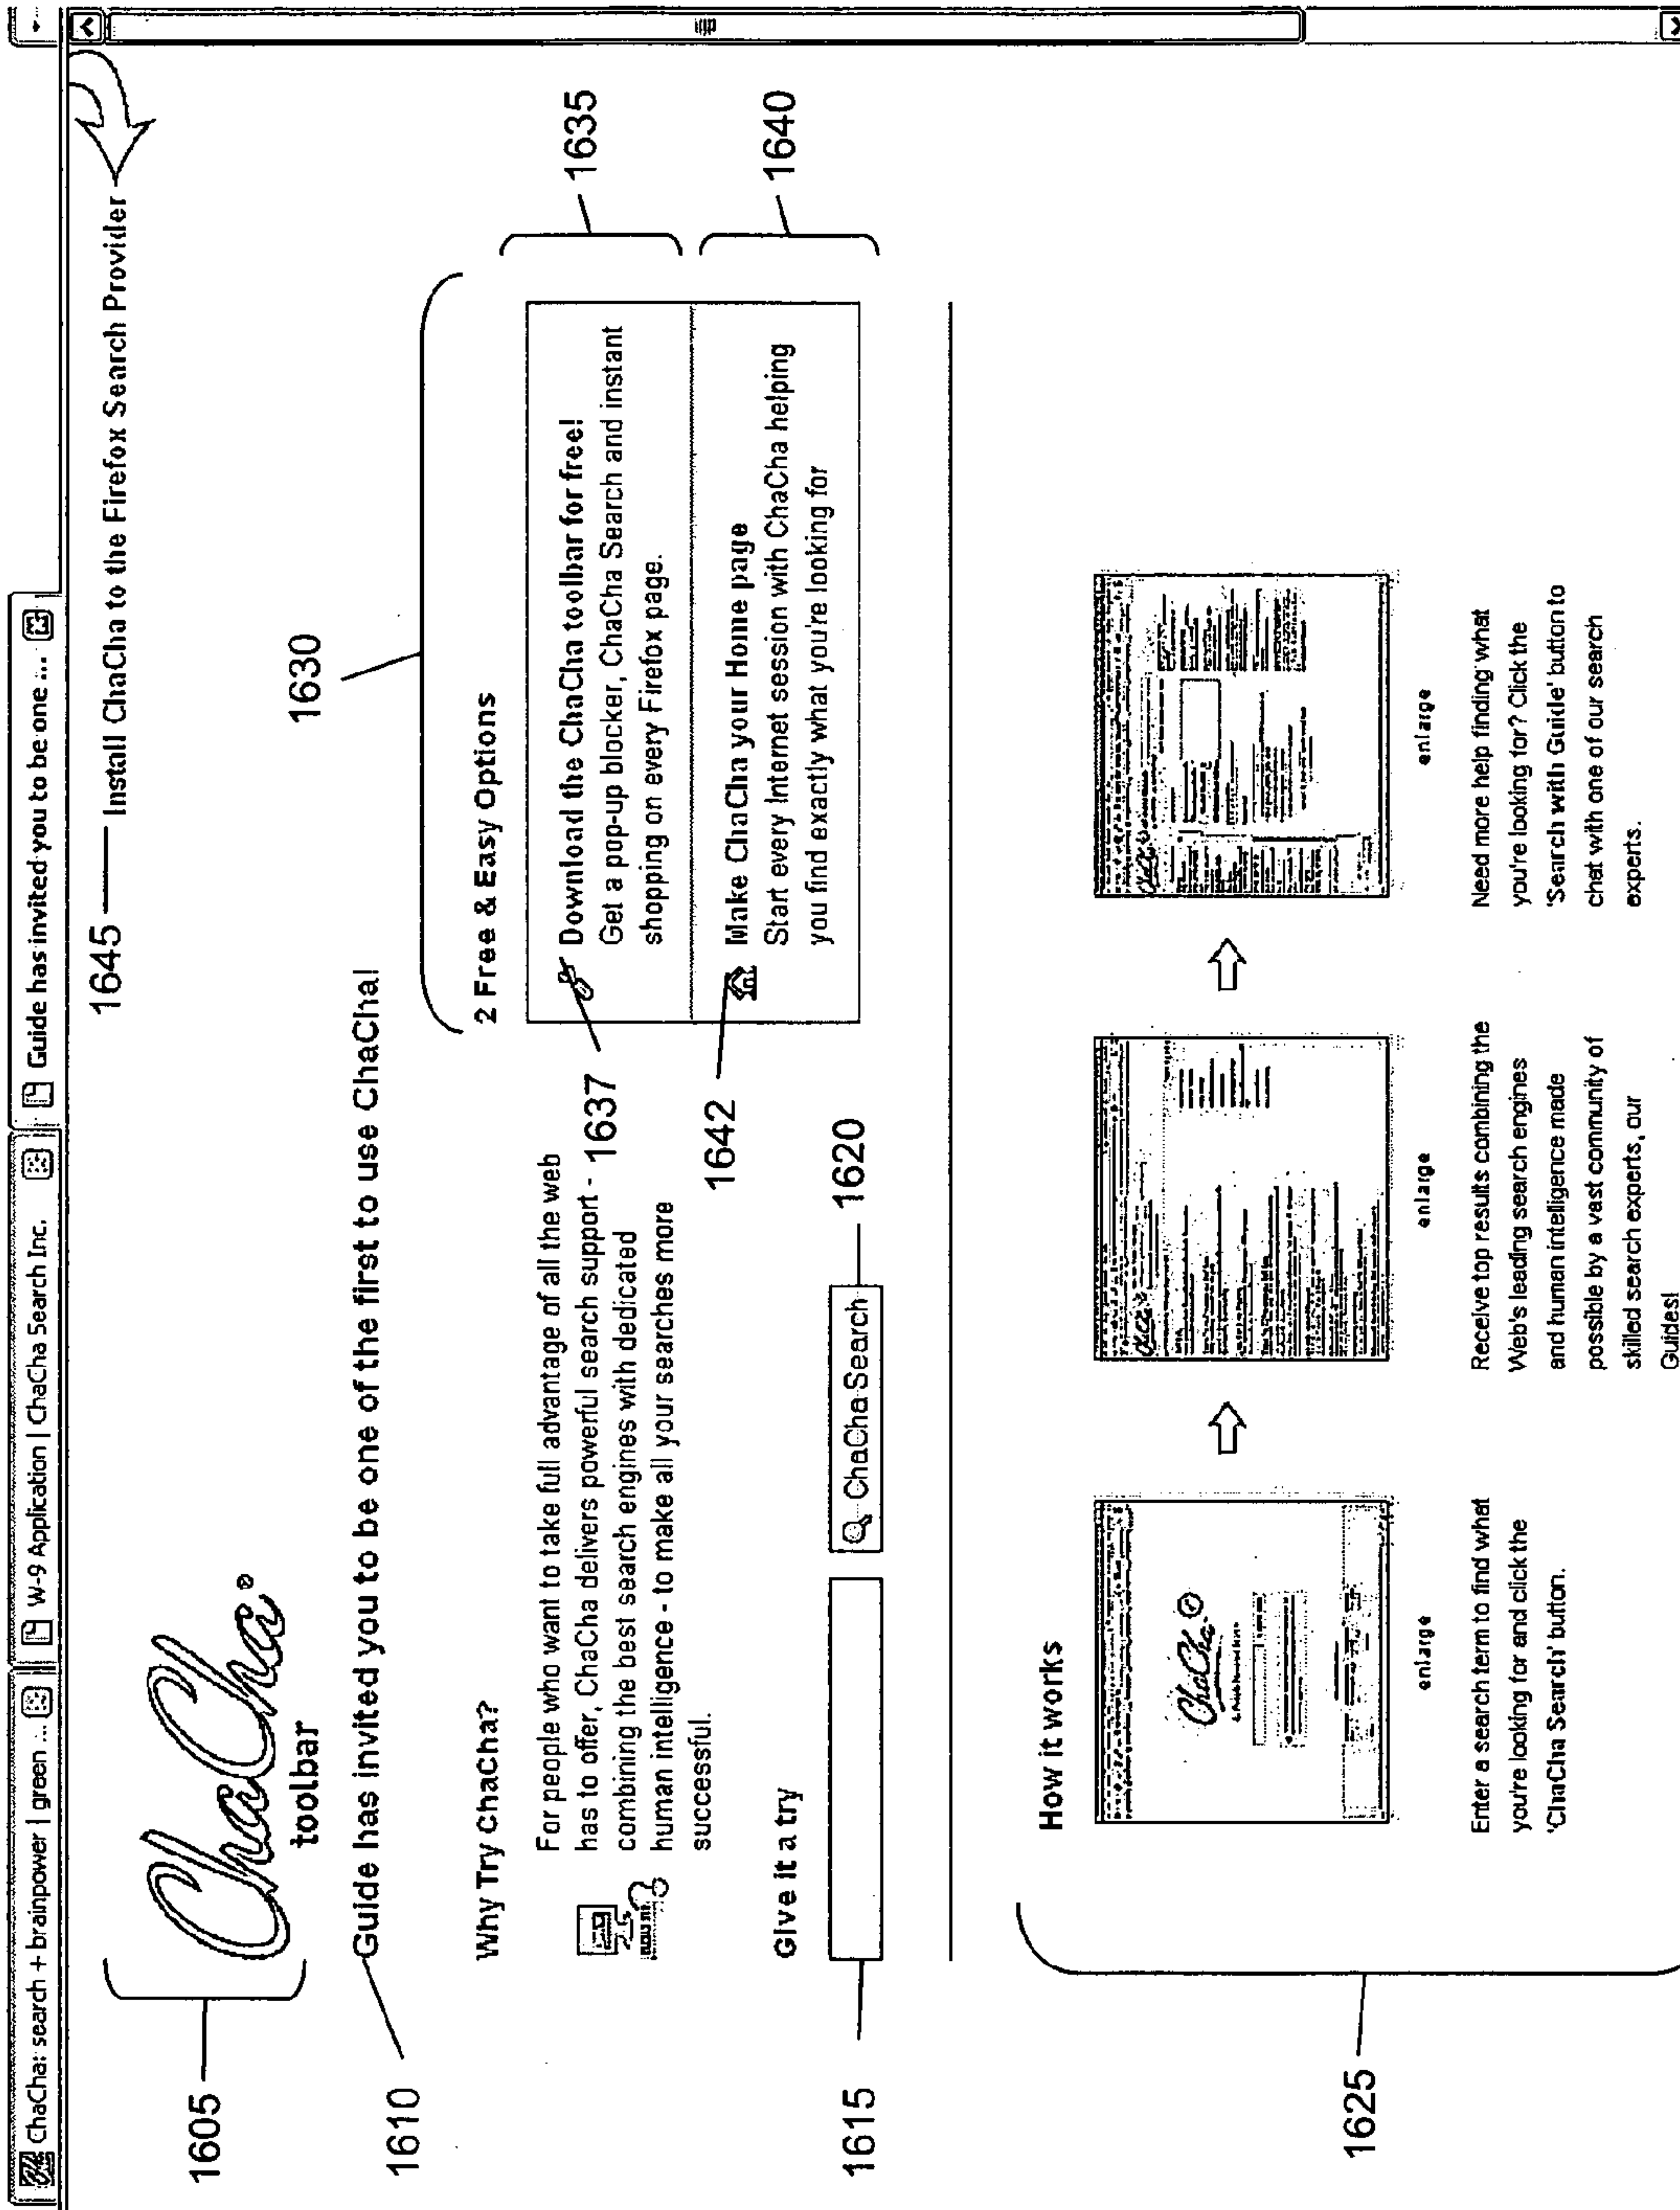 ChaCha: search + brainpower | green ...
W-9 Application | ChaCha Search Inc.
Guide has invited you to be one ...
1645
Install ChaCha to the Firefox Search Provider
1605
ChaCha
toolbar
1610
Guide has invited you to be one of the first to use ChaCha!
1630
Why Try ChaCha?
For people who want to take full advantage of all the web
has to offer, ChaCha delivers powerful search support -
combining the best search engines with dedicated
human intelligence - to make all your searches more
successful.
2 Free & Easy Options
1637
Download the ChaCha toolbar for free!
Get a pop-up blocker, ChaCha Search and instant
shopping on every Firefox page.
1635
1642
Make ChaCha your Home page
Start every Internet session with ChaCha helping
you find exactly what you're looking for
1640
Give it a try
1615
ChaCha Search
1620
How it works
1625
ChaCha
enlarge
Enter a search term to find what
you're looking for and click the
'ChaCha Search' button.
ChaCha
enlarge
Receive top results combining the
Web's leading search engines
and human intelligence made
possible by a vast community of
skilled search experts, our
Guides!
enlarge
Need more help finding what
you're looking for? Click the
'Search with Guide' button to
chat with one of our search
experts.